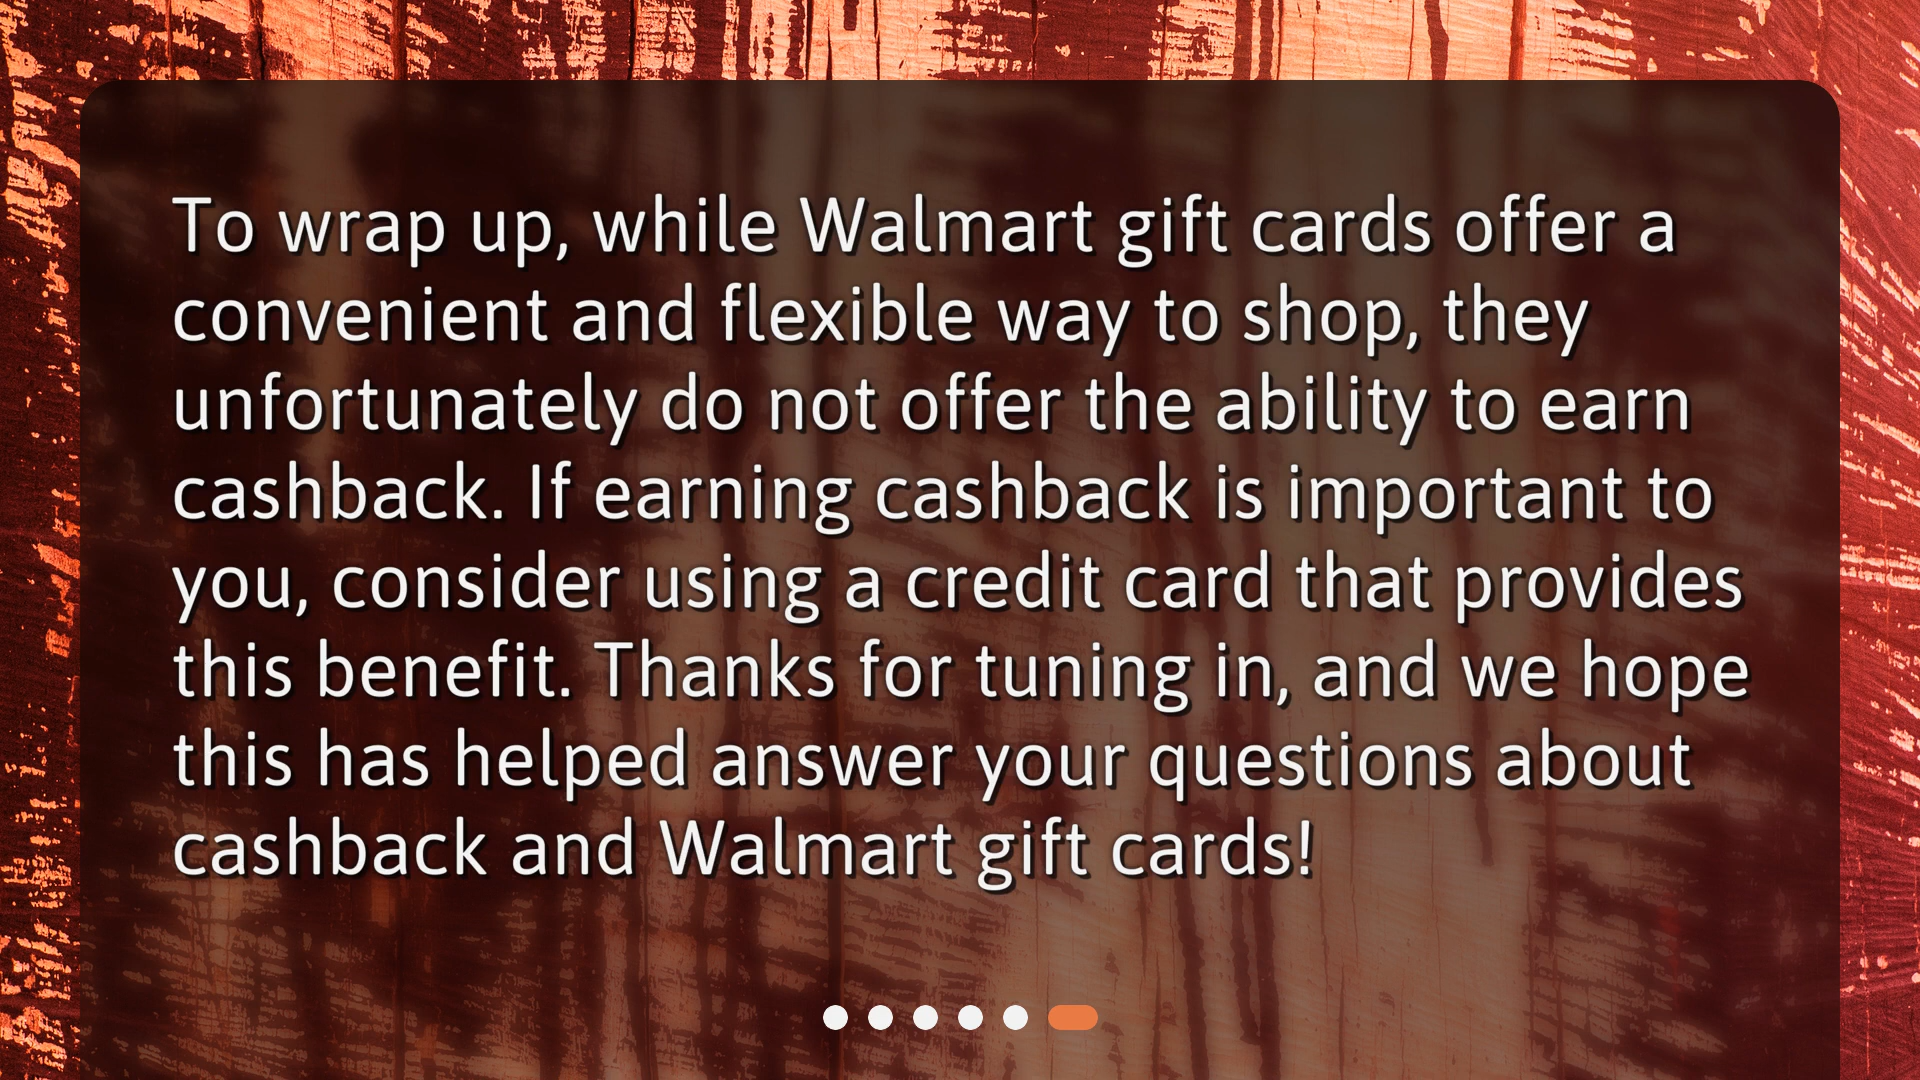 To wrap up, while Walmart gift cards offer a
convenient and flexible way to shop, they
unfortunately do not offer the ability to earn
cashback. If earning cashback is important to
you, consider using a credit card that provides
this benefit. Thanks for tuning in, and we hope
this has helped answer your questions about
cashback and Walmart gift cards!